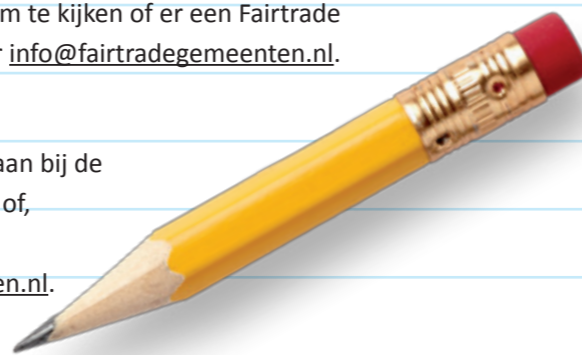 m te kijken of er een Fairtrade
r info@fairtradegemeenten.nl.
aan bij de
of,
en.nl.